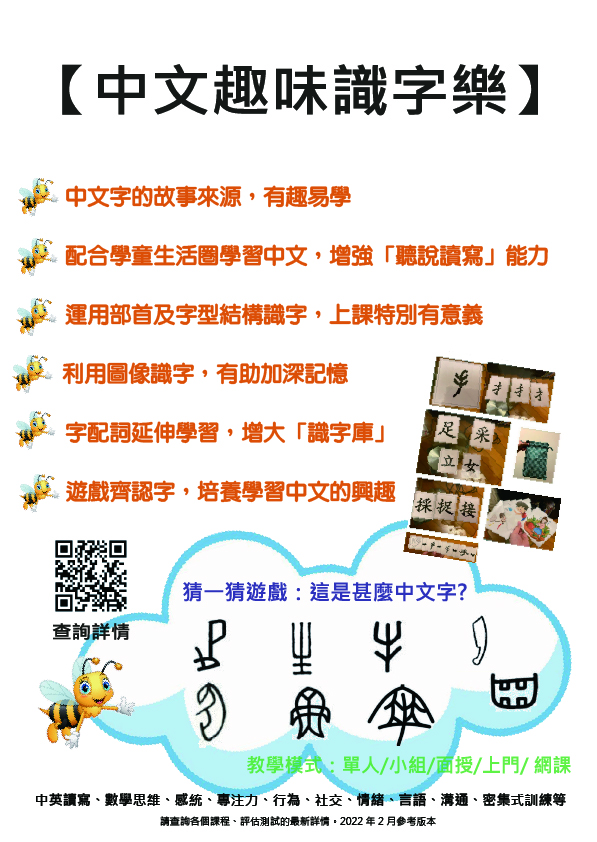 【中文趣味識字樂】
中文字的故事來源，有趣易學
配合學童生活圈學習中文，增強「聽說讀寫」能力
運用部首及字型結構識字，上課特別有意義
利用圖像識字，有助加深記憶
字配詞延伸學習，增大「識字庫」
遊戲齊認字，培養學習中文的興趣
扌扌扌
足采
立女
採捉接
查詢詳情
猜一猜遊戲：這是甚麼中文字?
教學模式：單人/小組/面授/上門/ 網課
中英讀寫、數學思維、感統、專注力、行為、社交、情緒、言語、溝通、密集式訓練等
請查詢各個課程、評估測試的最新詳情，2022 年 2 月參考版本